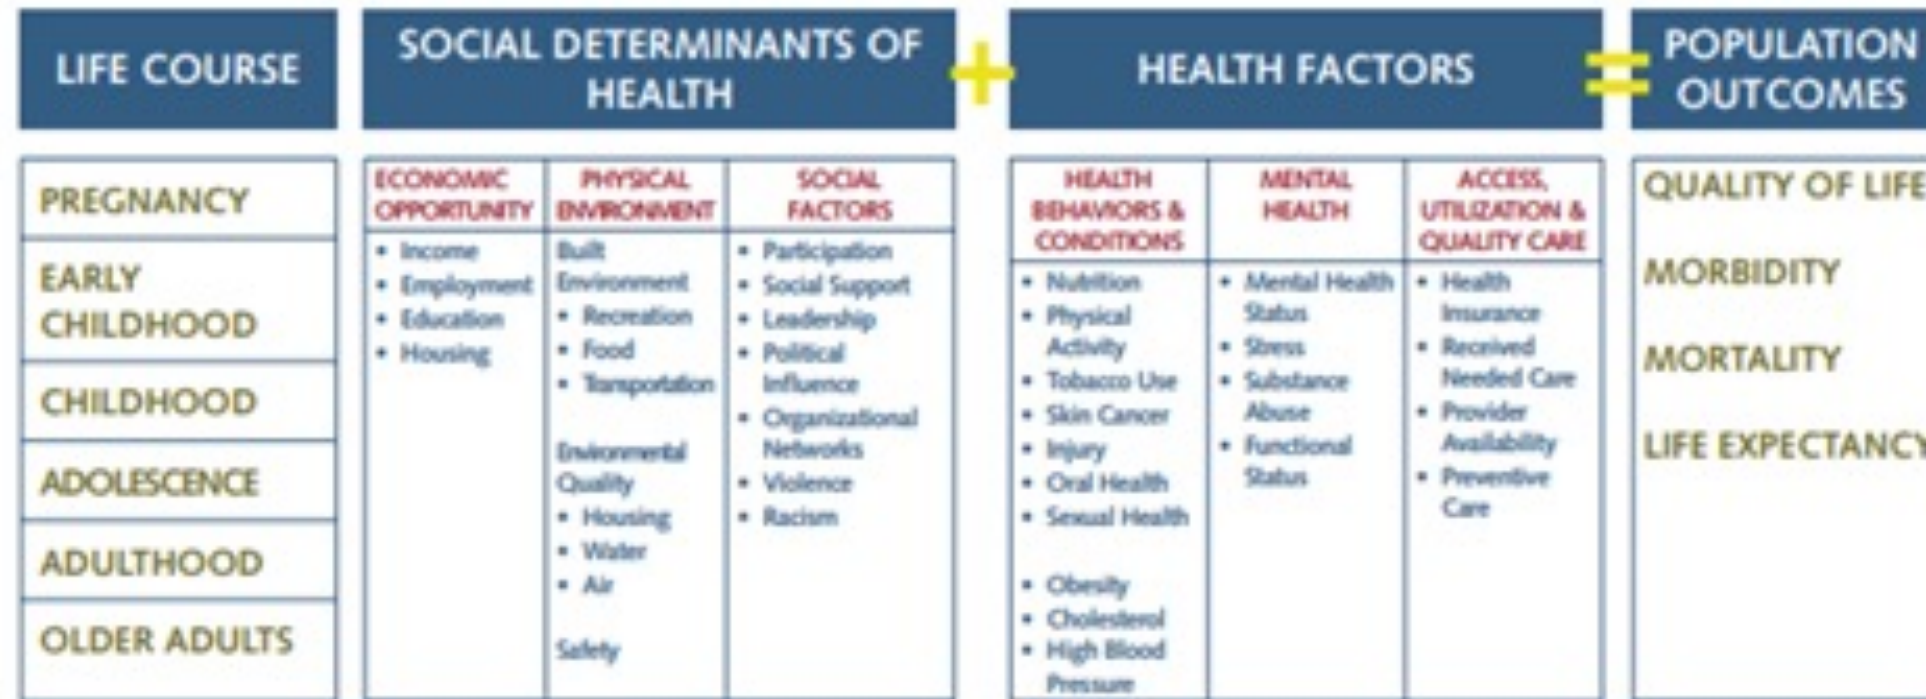 LIFE COURSE
SOCIAL DETERMINANTS OF
HEALTH
+
HEALTH FACTORS
=
POPULATION
OUTCOMES
PREGNANCY
EARLY
CHILDHOOD
CHILDHOOD
ADOLESCENCE
ADULTHOOD
OLDER ADULTS
ECONOMIC
OPPORTUNITY
• Income
• Employment
• Education
• Housing
PHYSICAL
ENVIRONMENT
Built
Environment
• Recreation
• Food
• Transportation
Environmental
Quality
• Housing
• Water
• Air
Safety
SOCIAL
FACTORS
• Participation
• Social Support
• Leadership
• Political
Influence
• Organizational
Networks
• Violence
• Racism
HEALTH
BEHAVIORS &
CONDITIONS
• Nutrition
• Physical
Activity
• Tobacco Use
• Skin Cancer
• Injury
• Oral Health
• Sexual Health
• Obesity
• Cholesterol
• High Blood
Pressure
MENTAL
HEALTH
• Mental Health
Status
• Stress
• Substance
Abuse
• Functional
Status
ACCESS,
UTILIZATION &
QUALITY CARE
• Health
Insurance
• Received
Needed Care
• Provider
Availability
• Preventive
Care
QUALITY OF LIFE
MORBIDITY
MORTALITY
LIFE EXPECTANCY